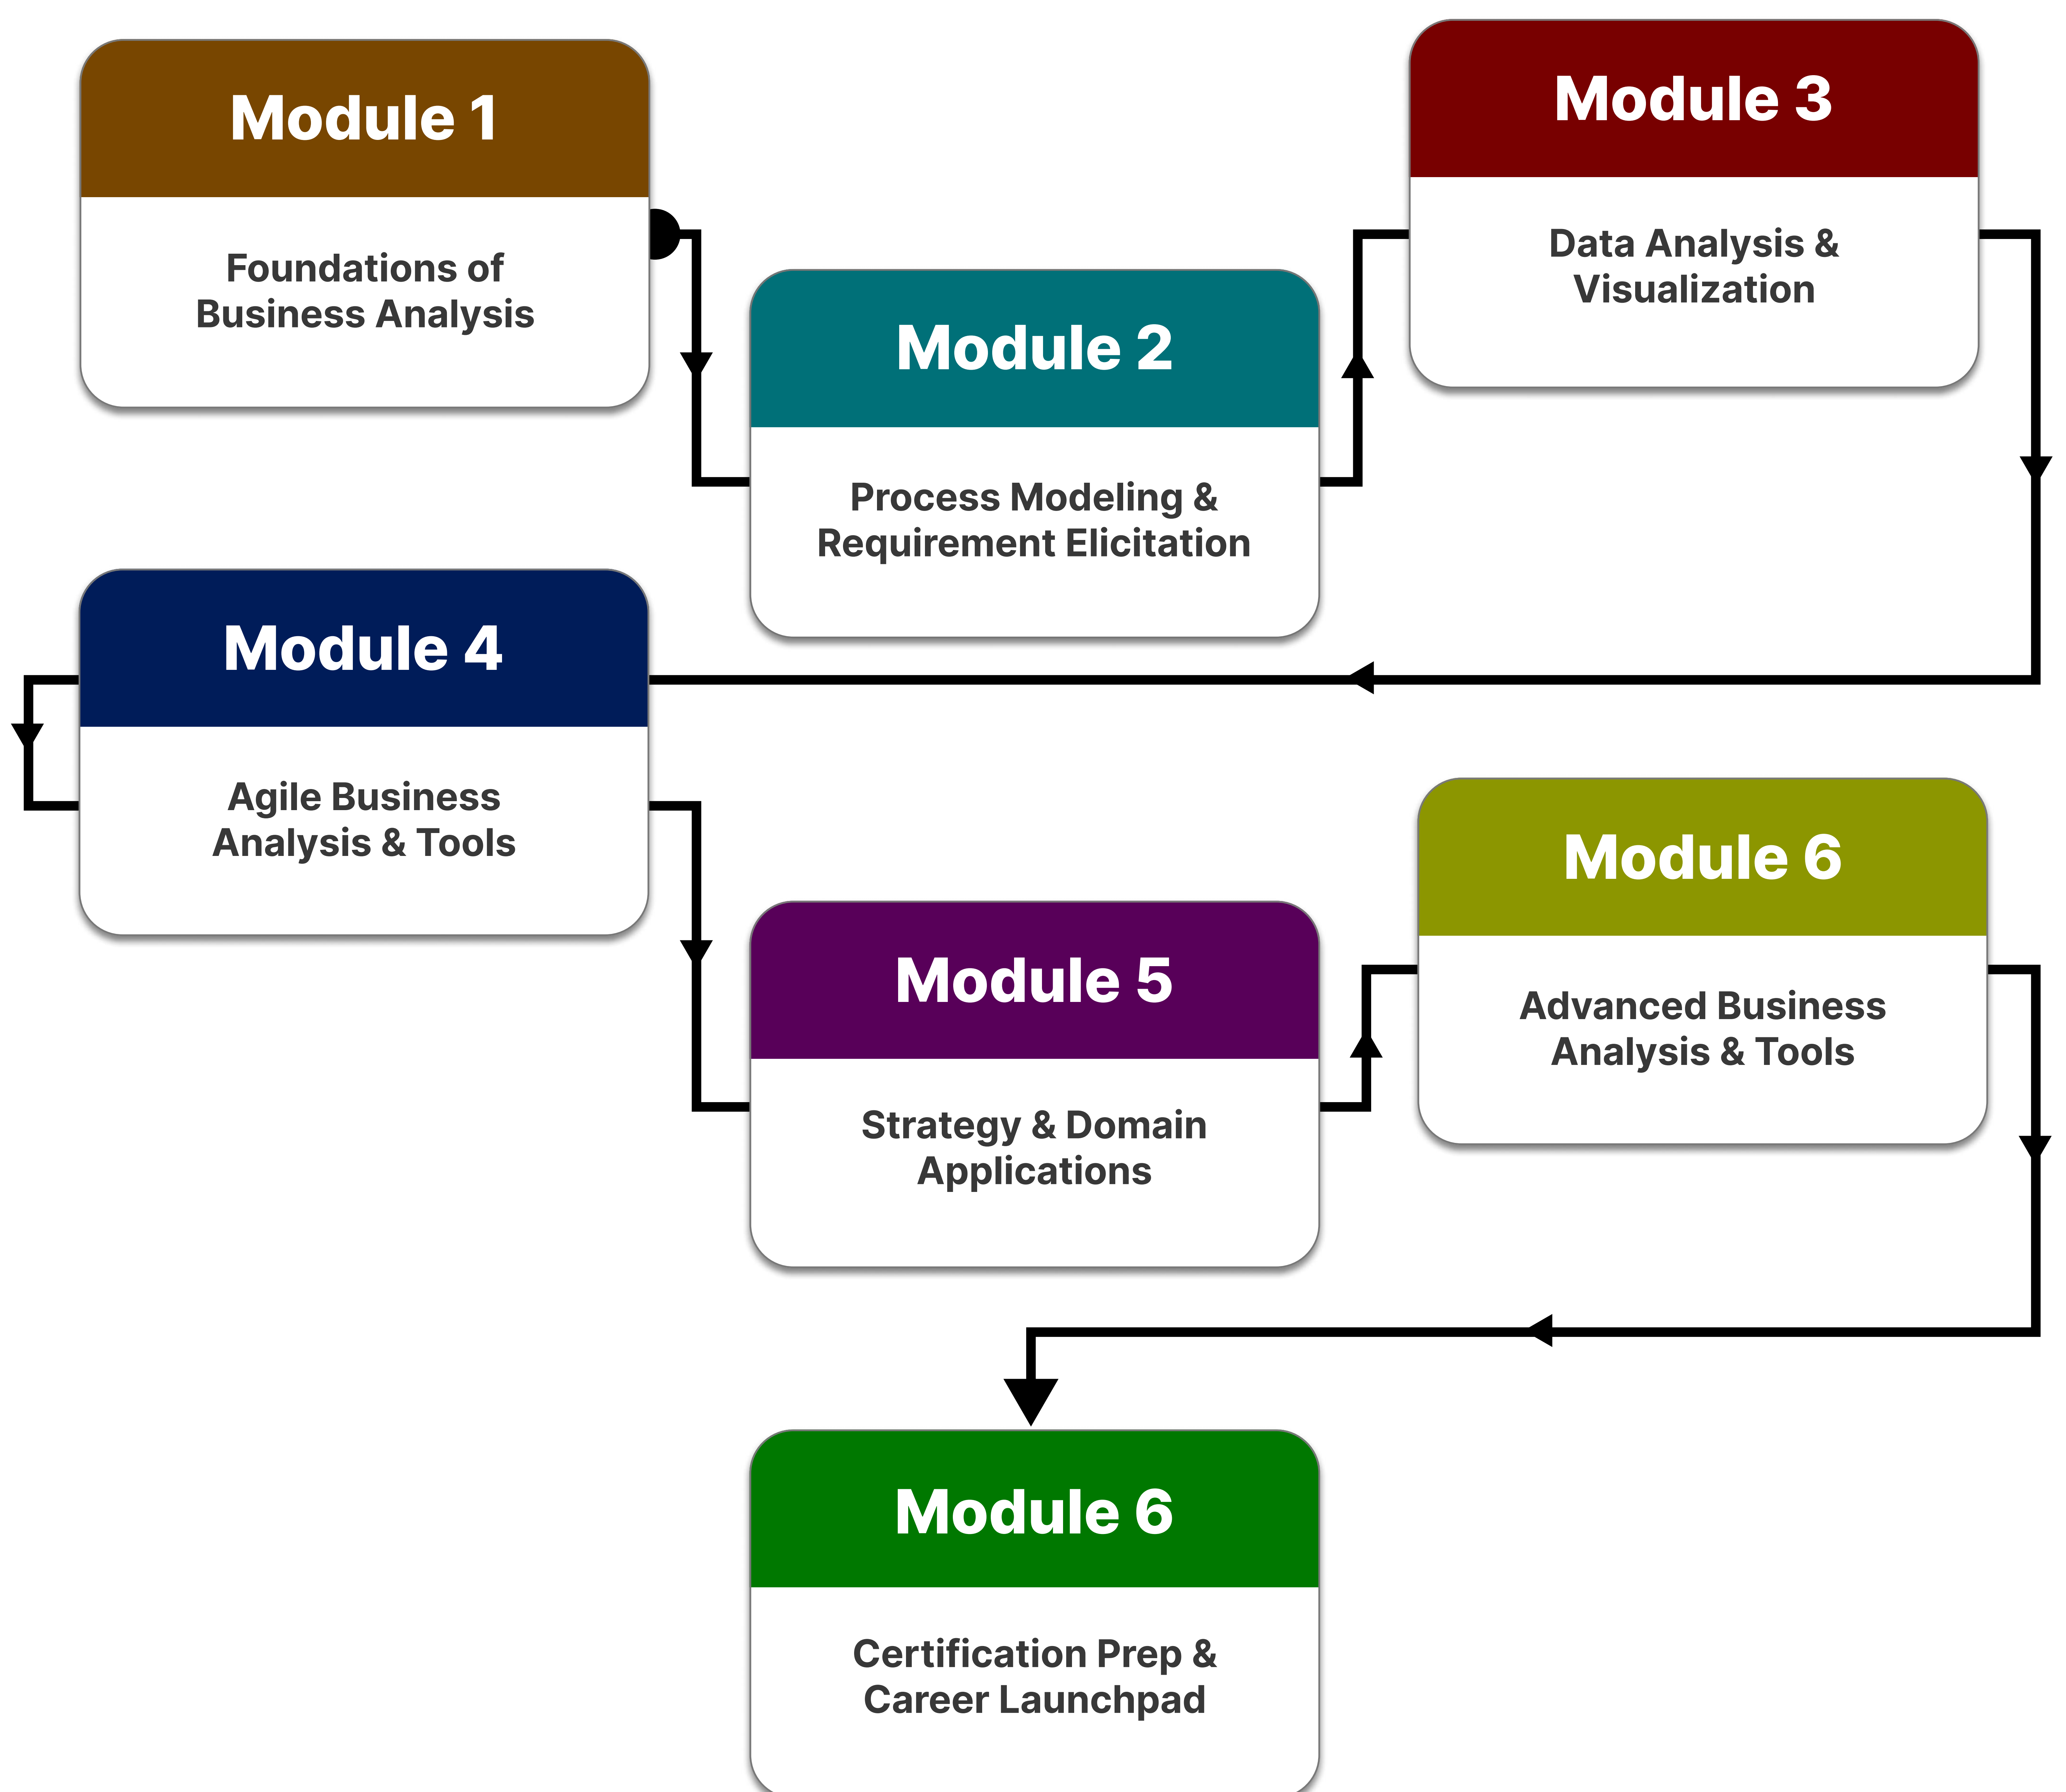 Module 1
Foundations of
Business Analysis
Module 2
Process Modeling &
Requirement Elicitation
Module 3
Data Analysis &
Visualization
Module 4
Agile Business
Analysis & Tools
Module 5
Strategy & Domain
Applications
Module 6
Advanced Business
Analysis & Tools
Module 6
Certification Prep &
Career Launchpad